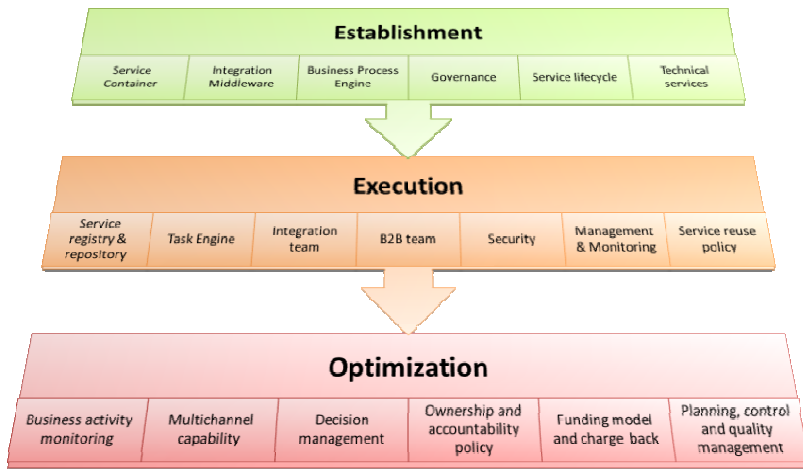 Establishment
Service
Container
Integration
Middleware
Business Process
Engine
Governance
Service lifecycle
Technical
services
Execution
Service
registry &
repository
Task Engine
Integration
team
B2B team
Security
Management
& Monitoring
Service reuse
policy
Optimization
Business activity
monitoring
Multichannel
capability
Decision
management
Ownership and
accountability
policy
Funding model
and charge back
Planning, control
and quality
management